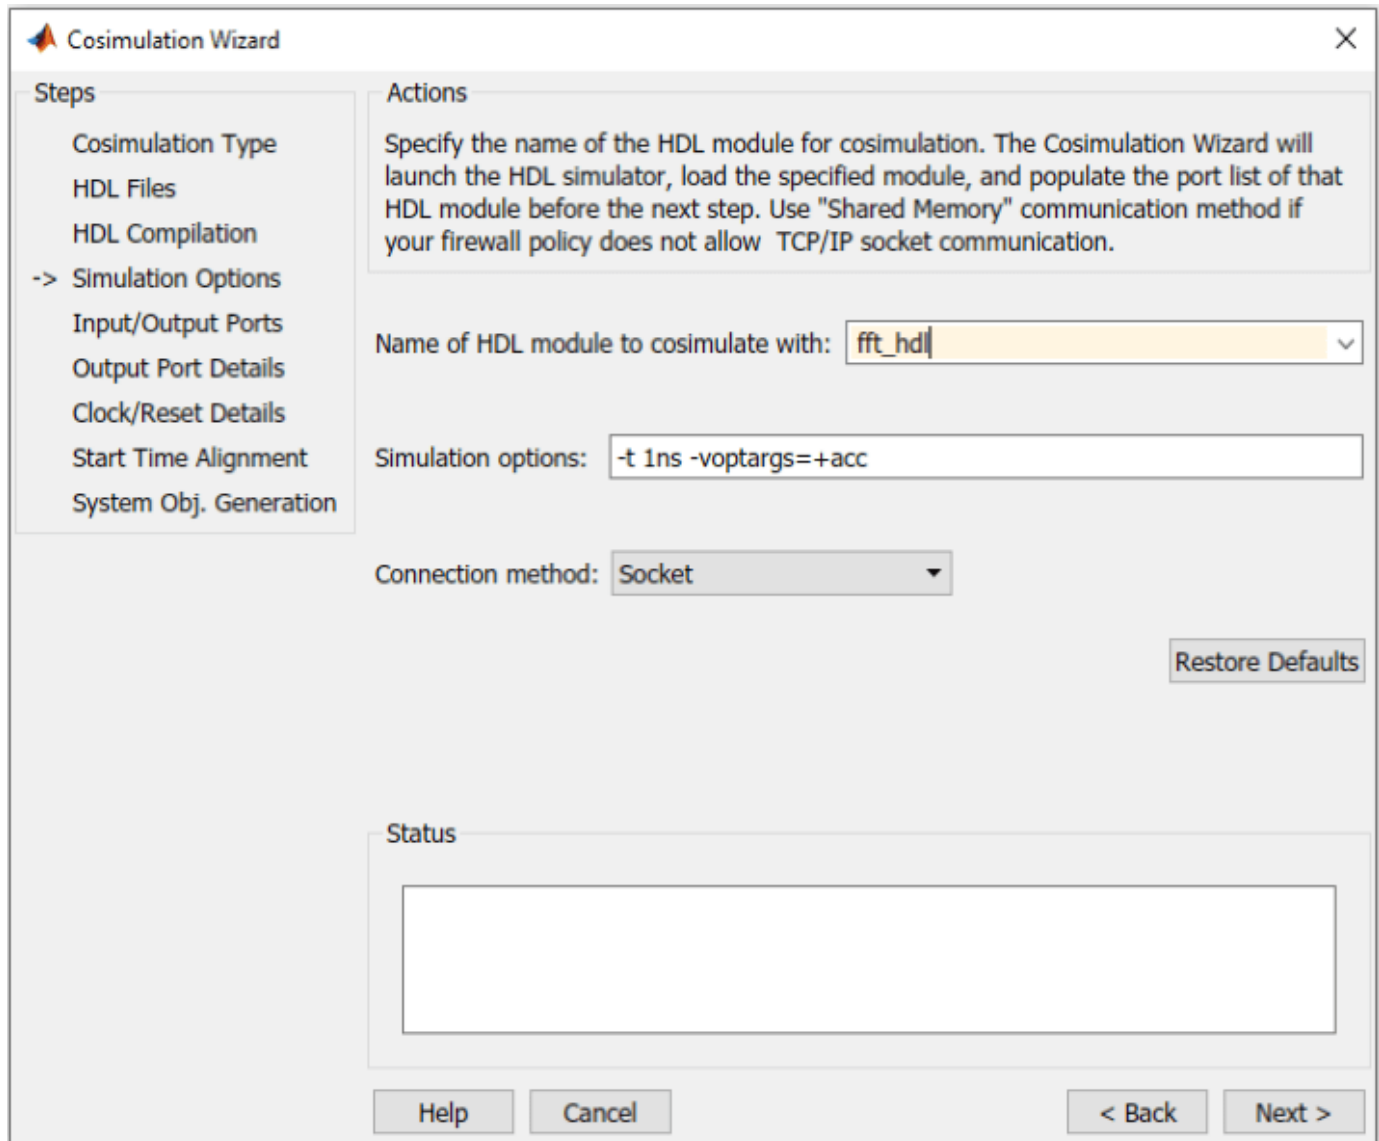 Cosimulation Wizard
Steps
Cosimulation Type
HDL Files
HDL Compilation
-> Simulation Options
Input/Output Ports
Output Port Details
Clock/Reset Details
Start Time Alignment
System Obj. Generation
Actions
Specify the name of the HDL module for cosimulation. The Cosimulation Wizard will
launch the HDL simulator, load the specified module, and populate the port list of that
HDL module before the next step. Use "Shared Memory" communication method if
your firewall policy does not allow  TCP/IP socket communication.
Name of HDL module to cosimulate with: fft_hdl
Simulation options: -t 1ns -voptargs=+acc
Connection method: Socket
Restore Defaults
Status
Help Cancel < Back Next >